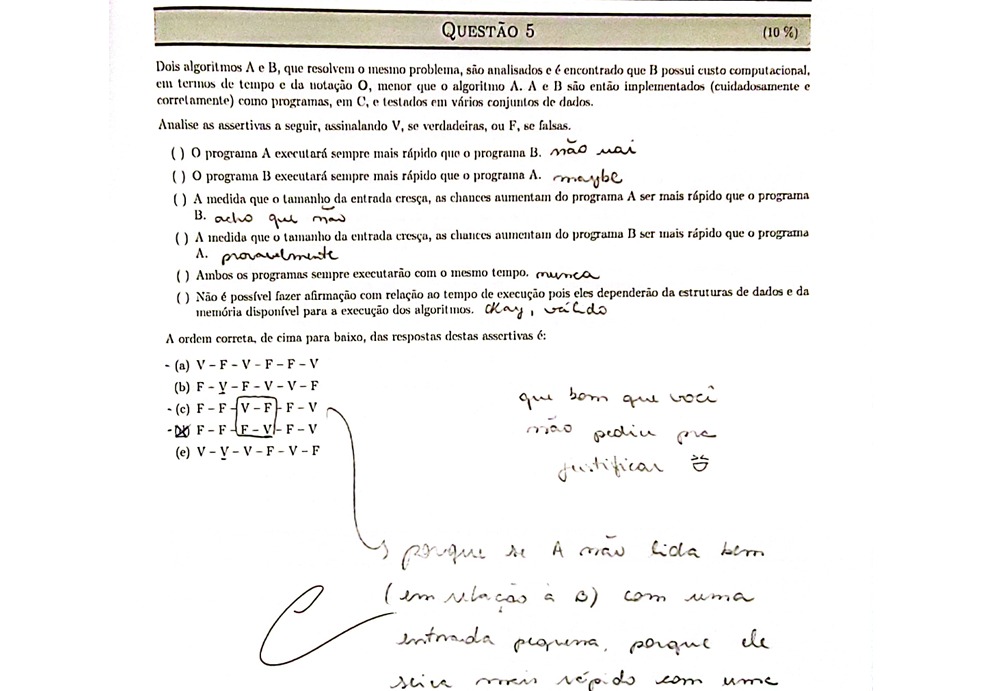 QUESTÃO 5 (10 %)
Dois algoritmos A e B, que resolvem o mesmo problema, são analisados e é encontrado que B possui custo computacional,
em termos de tempo e da notação O, menor que o algoritmo A. A e B são então implementados (cuidadosamente e
corretamente) como programas, em C, e testados em vários conjuntos de dados.
Analise as assertivas a seguir, assinalando V, se verdadeiras, ou F, se falsas.
( ) O programa A executará sempre mais rápido que o programa B. não vai
( ) O programa B executará sempre mais rápido que o programa A. maybe
( ) A medida que o tamanho da entrada cresça, as chances aumentam do programa A ser mais rápido que o programa
B. acho que não
( ) A medida que o tamanho da entrada cresça, as chances aumentam do programa B ser mais rápido que o programa
A. provavelmente
( ) Ambos os programas sempre executarão com o mesmo tempo. nunca
( ) Não é possível fazer afirmação com relação ao tempo de execução pois eles dependerão da estruturas de dados e da
memória disponível para a execução dos algoritmos. okay, válido
A ordem correta, de cima para baixo, das respostas destas assertivas é:
- (a) V – F – V – F – F – V
(b) F – V – F – V – V – F
- (c) F – F – V – F – F – V
- F – F – F – V – F – V
(e) V – V – V – F – V – F
que bom que você
não pediu pra
justificar
porque se A não lida bem
(em relação à B) com uma
entrada pequena, porque ele
seria mais rápido com uma